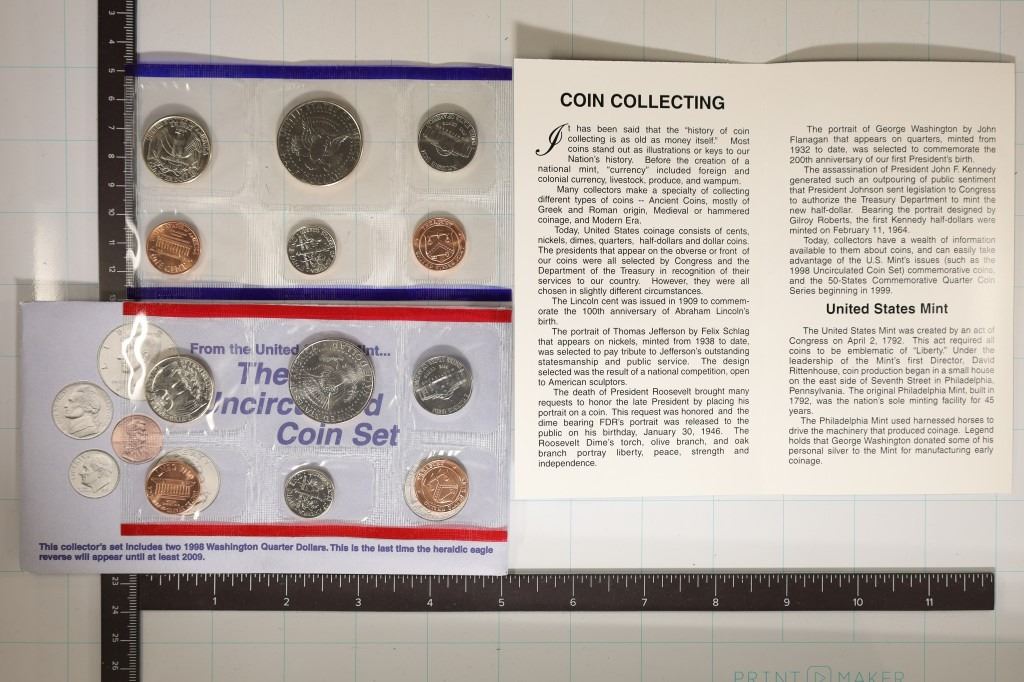 COIN COLLECTING
It has been said that the "history of coin
collecting is as old as money itself." Most
coins stand out as illustrations or keys to our
Nation's history. Before the creation of a
national mint, "currency" included foreign and
colonial currency, livestock, produce, and wampum.
Many collectors make a specialty of collecting
different types of coins -- Ancient Coins, mostly of
Greek and Roman origin, Medieval or hammered
coinage, and Modern Era.
Today, United States coinage consists of cents,
nickels, dimes, quarters, half-dollars and dollar coins.
The presidents that appear on the obverse or front of
our coins were all selected by Congress and the
Department of the Treasury in recognition of their
services to our country. However, they were all
chosen in slightly different circumstances.
The Lincoln cent was issued in 1909 to commem-
orate the 100th anniversary of Abraham Lincoln's
birth.
The portrait of Thomas Jefferson by Felix Schlag
that appears on nickels, minted from 1938 to date,
was selected to pay tribute to Jefferson's outstanding
statesmanship and public service. The design
selected was the result of a national competition, open
to American sculptors.
The death of President Roosevelt brought many
requests to honor the late President by placing his
portrait on a coin. This request was honored and the
dime bearing FDR's portrait was released to the
public on his birthday, January 30, 1946. The
Roosevelt Dime's torch, olive branch, and oak
branch portray liberty, peace, strength and
independence.
The portrait of George Washington by John
Flanagan that appears on quarters, minted from
1932 to date, was selected to commemorate the
200th anniversary of our first President's birth.
The assassination of President John F. Kennedy
generated such an outpouring of public sentiment
that President Johnson sent legislation to Congress
to authorize the Treasury Department to mint the
new half-dollar. Bearing the portrait designed by
Gilroy Roberts, the first Kennedy half-dollars were
minted on February 11, 1964.
Today, collectors have a wealth of information
available to them about coins, and can easily take
advantage of the U.S. Mint's issues (such as the
1998 Uncirculated Coin Set) commemorative coins,
and the 50-States Commemorative Quarter Coin
Series beginning in 1999.
United States Mint
The United States Mint was created by an act of
Congress on April 2, 1792. This act required all
coins to be emblematic of "Liberty." Under the
leadership of the Mint's first Director, David
Rittenhouse, coin production began in a small house
on the east side of Seventh Street in Philadelphia,
Pennsylvania. The original Philadelphia Mint, built in
1792, was the nation's sole minting facility for 45
years.
The Philadelphia Mint used harnessed horses to
drive the machinery that produced coinage. Legend
holds that George Washington donated some of his
personal silver to the Mint for manufacturing early
coinage.
From the United
The
Coin Set
This collector's set includes two 1998 Washington Quarter Dollars. This is the last time the heraldic eagle
reverse will appear until at least 2009.
3
4
5
6
7
8
9
10
11
12
23
24
25
26
1 2 3 4 5 6 7 8 9 10 11
PRINT MAKER